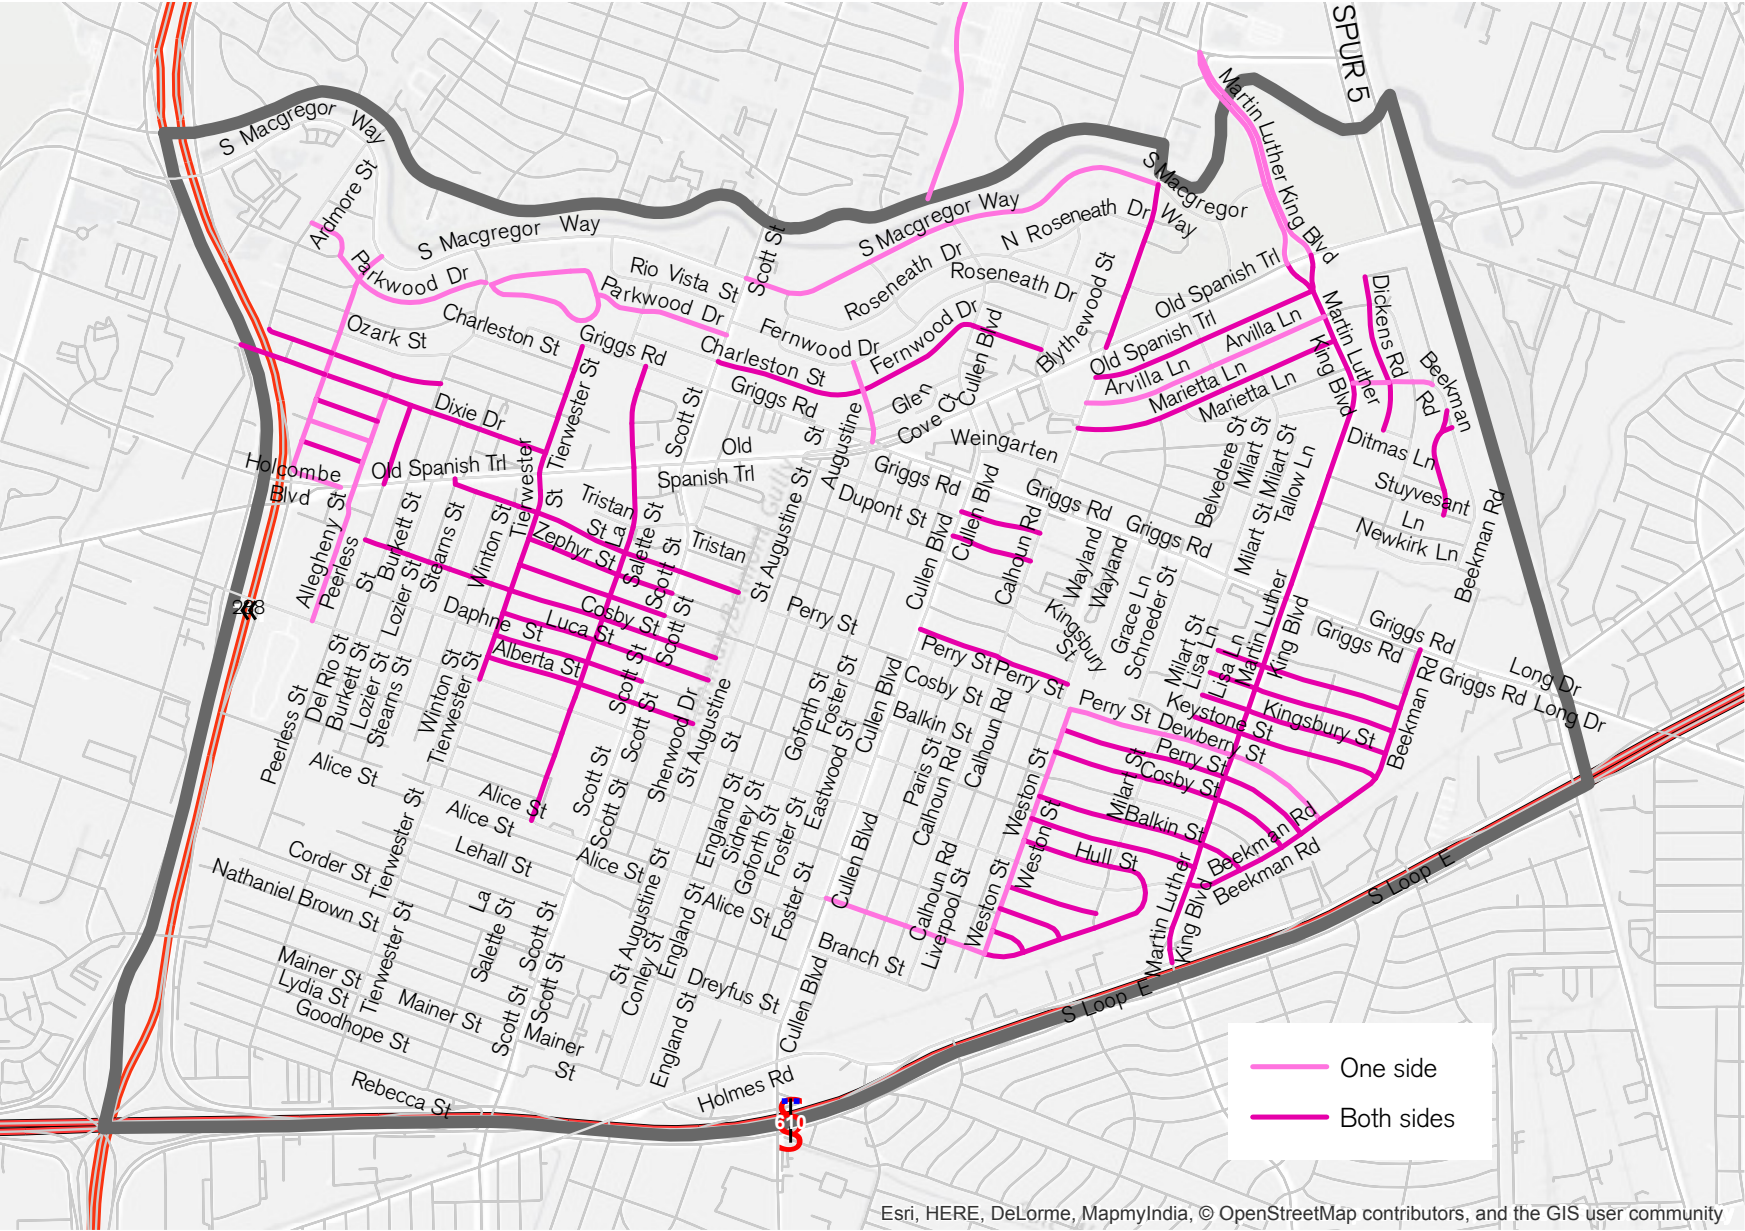 SPUR 5
S Macgregor Way
Martin Luther King Blvd
Ardmore St
S Macgregor Way
S Macgregor Way
S Macgregor Way
Parkwood Dr
Rio Vista St
Scott St
Parkwood Dr
Roseneath Dr
N Roseneath Dr
Roseneath Dr
Blythewood St
Old Spanish Trl
Ozark St
Charleston St
Griggs Rd
Charleston St
Fernwood Dr
Fernwood Dr
Cullen Blvd
Old Spanish Trl
Arvilla Ln
Arvilla Ln
Marietta Ln
Marietta Ln
Martin Luther King Blvd
Dickens Rd
Beekman Rd
Tierwester St
Griggs Rd
Glen Cove Ct
Dixie Dr
Scott St
Old Spanish Trl
Weingarten
Ditmas Ln
Holcombe Blvd
Old Spanish Trl
Tierwester St
St Augustine
Griggs Rd
Griggs Rd
Griggs Rd
Belvedere St
Milart St
Milart St
Milart St
Tallow Ln
Stuyvesant Ln
Newkirk Ln
Beekman Rd
Allegheny St
Peerless St
Burkett St
Stearns St
Lozier St
Winton St
Tristan St
Zephyr St
La Salette St
Tristan
Scott St
St Augustine St
Dupont St
Cullen Blvd
Cullen Blvd
Calhoun Rd
Wayland
Wayland
Kingsbury St
Grace Ln
Schroeder St
288
Daphne St
Luca St
Cosby St
Alberta St
Scott St
Scott St
Perry St
Perry St
Perry St
Milart St
Lisa Ln
Lisa Ln
Martin Luther King Blvd
Griggs Rd
Griggs Rd
Griggs Rd
Long Dr
Long Dr
Peerless St
Del Rio St
Burkett St
Lozier St
Stearns St
Winton St
Tierwester St
Scott St
Sherwood Dr
St Augustine St
Goforth St
Foster St
Eastwood St
Cullen Blvd
Cosby St
Balkin St
Calhoun Rd
Perry St
Dewberry St
Keystone St
Kingsbury St
Beekman Rd
Alice St
Alice St
Alice St
Alice St
Alice St
Scott St
Scott St
England St
Sidney St
Goforth St
Foster St
Paris St
Calhoun Rd
Weston St
Weston St
Milart St
Perry St
Cosby St
Balkin St
Hull St
Beekman Rd
Beekman Rd
Corder St
Tierwester St
Lehall St
Nathaniel Brown St
La Salette St
Scott St
St Augustine St
England St
Foster St
Cullen Blvd
Calhoun Rd
Liverpool St
Weston St
Martin Luther King Blvd
S Loop E
Mainer St
Lydia St
Goodhope St
Tierwester St
Mainer St
Scott St
Scott St
Mainer St
Conley St
England St
Dreyfus St
Branch St
Cullen Blvd
S Loop E
Rebecca St
Holmes Rd
610
One side
Both sides
Esri, HERE, DeLorme, MapmyIndia, © OpenStreetMap contributors, and the GIS user community